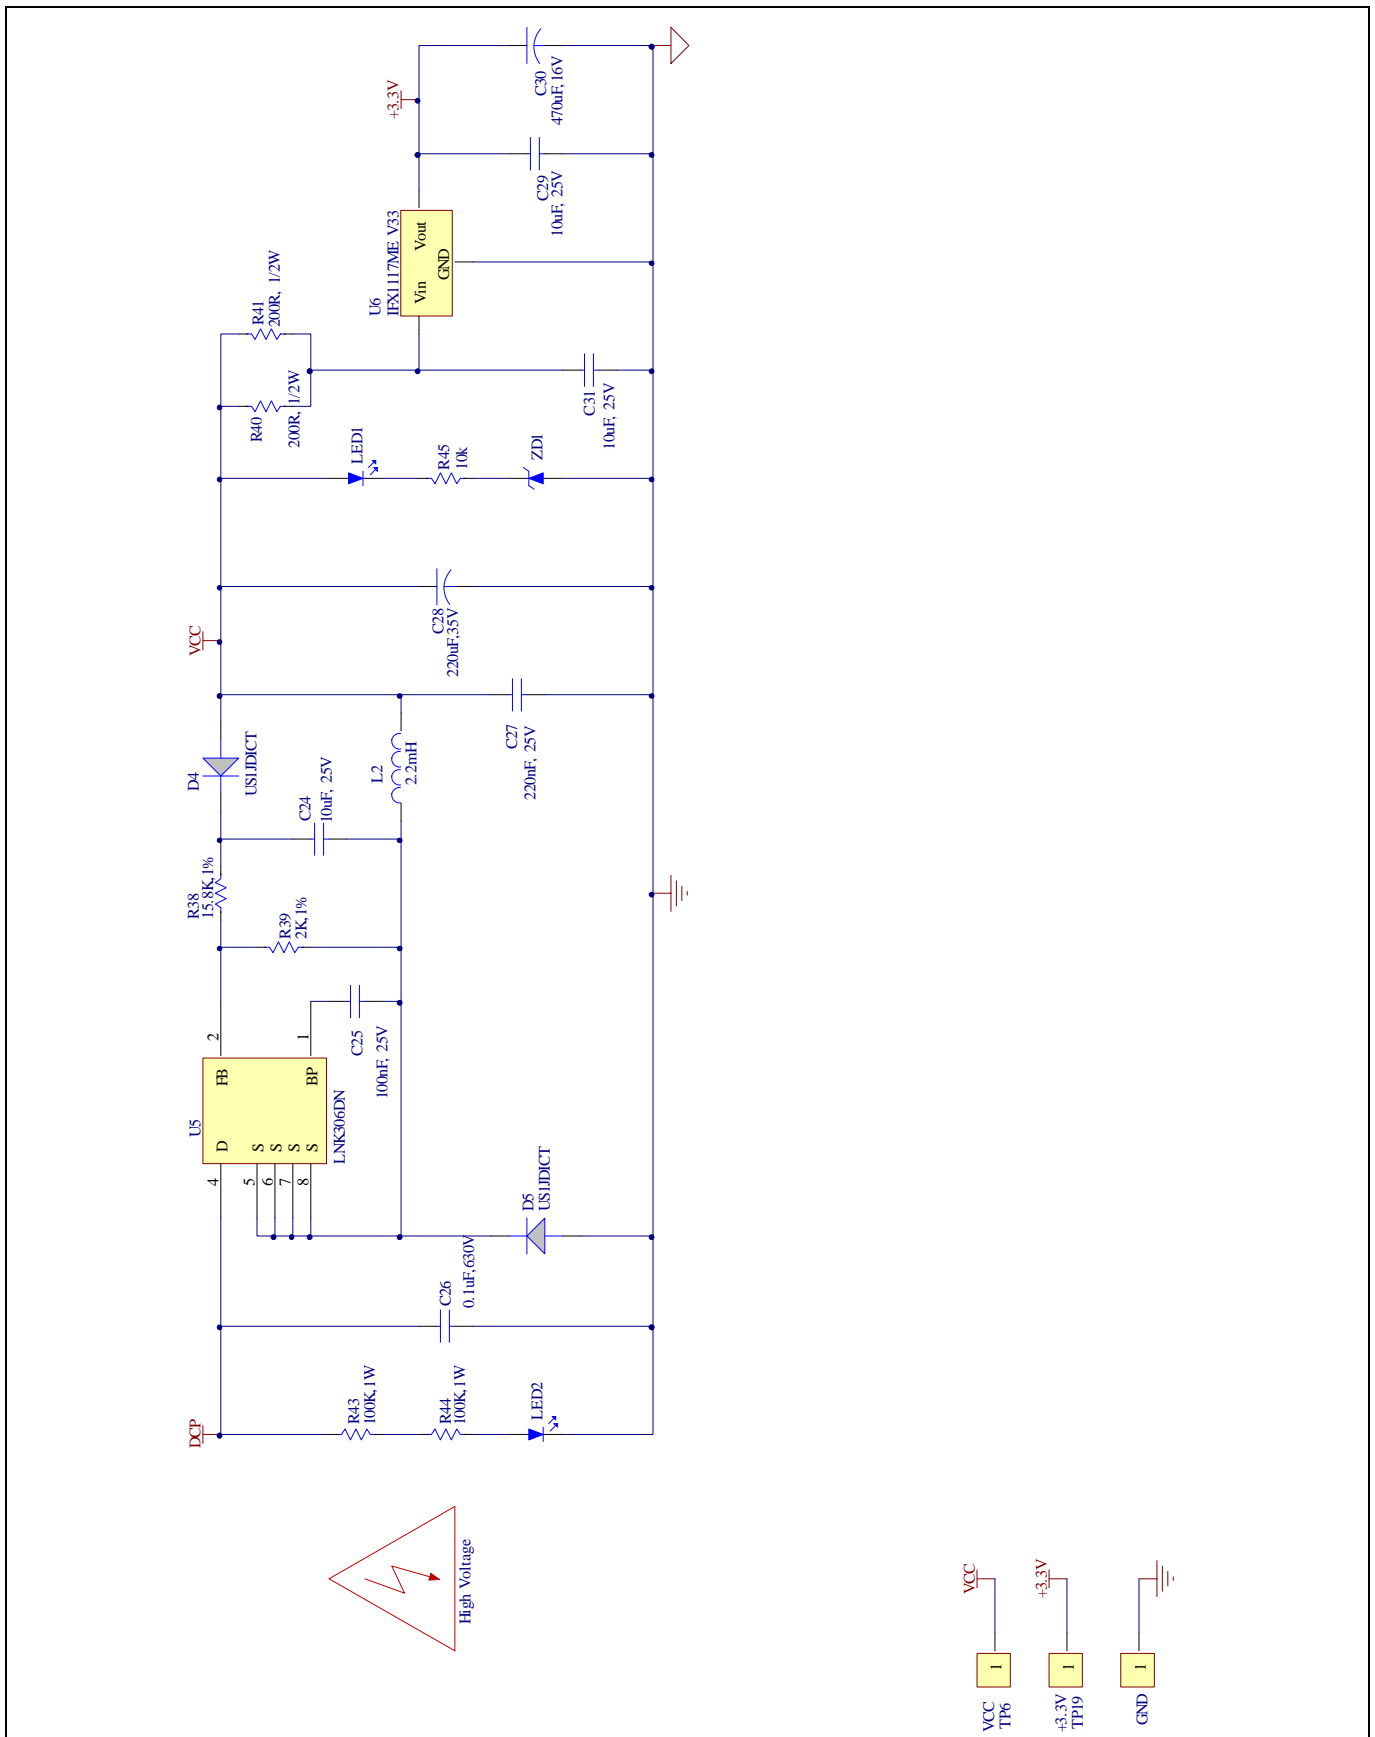 DCP
R43
100K,1W
R44
100K,1W
LED2
C26
0.1uF,630V
D5
US1JDICT
U5
D
S
S
S
S
FB
BP
4
5
6
7
8
2
1
LNK306DN
C25
100nF, 25V
R39
2K,1%
R38
15.8K,1%
C24
10uF, 25V
D4
US1JDICT
L2
2.2mH
C27
220nF, 25V
VCC
C28
220uF,35V
LED1
R45
10k
ZD1
R40
200R, 1/2W
R41
200R, 1/2W
C31
10uF, 25V
U6
IFX1117ME V33
Vin
Vout
GND
C29
10uF, 25V
+3.3V
C30
470uF,16V
High Voltage
VCC
1
VCC
TP6
+3.3V
1
+3.3V
TP19
1
GND